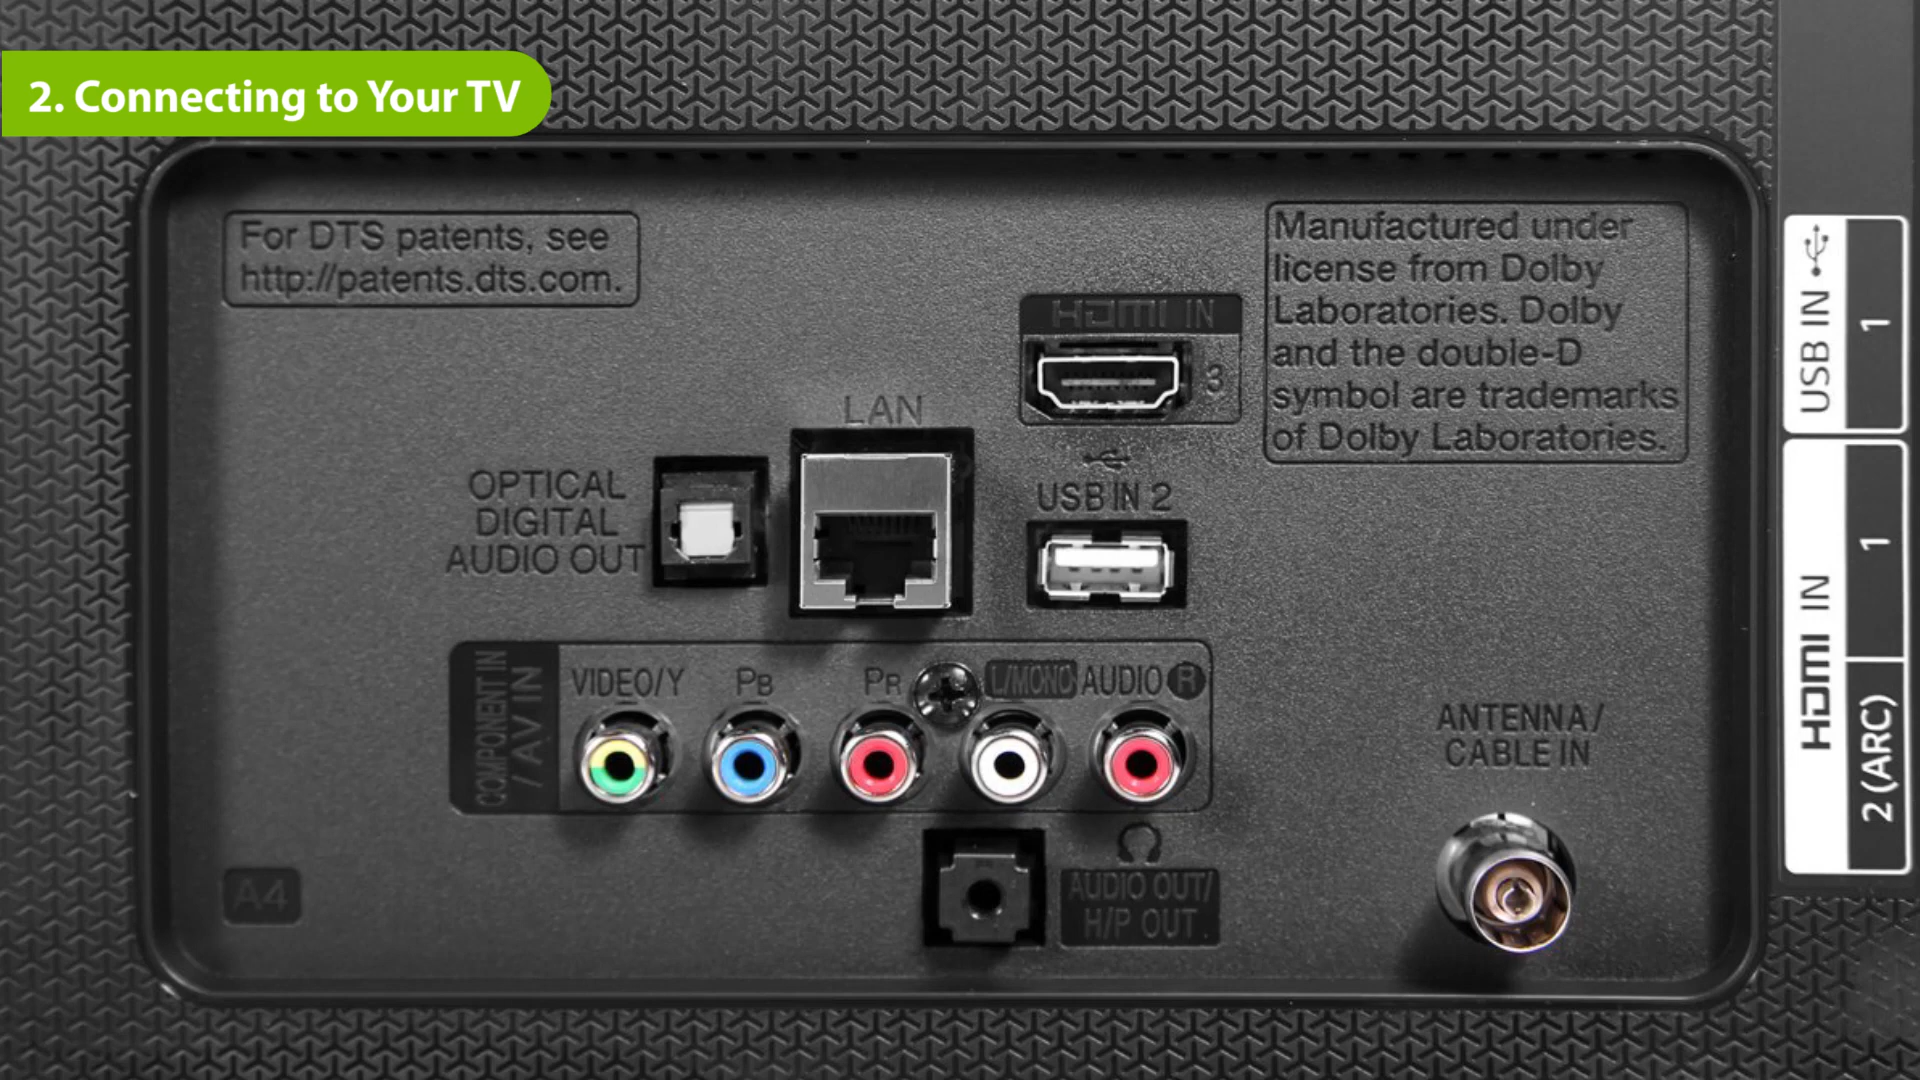 2. Connecting to Your TV
For DTS patents, see
http://patents.dts.com.
Manufactured under
license from Dolby
Laboratories. Dolby
and the double-D
symbol are trademarks
of Dolby Laboratories.
HDMI IN
3
LAN
OPTICAL
DIGITAL
AUDIO OUT
USB IN 2
COMPONENT IN
/ AV IN
VIDEO/Y
PB
PR
L/MONO AUDIO R
ANTENNA/
CABLE IN
AUDIO OUT/
H/P OUT
A4
USB IN
1
HDMI IN
1
2 (ARC)